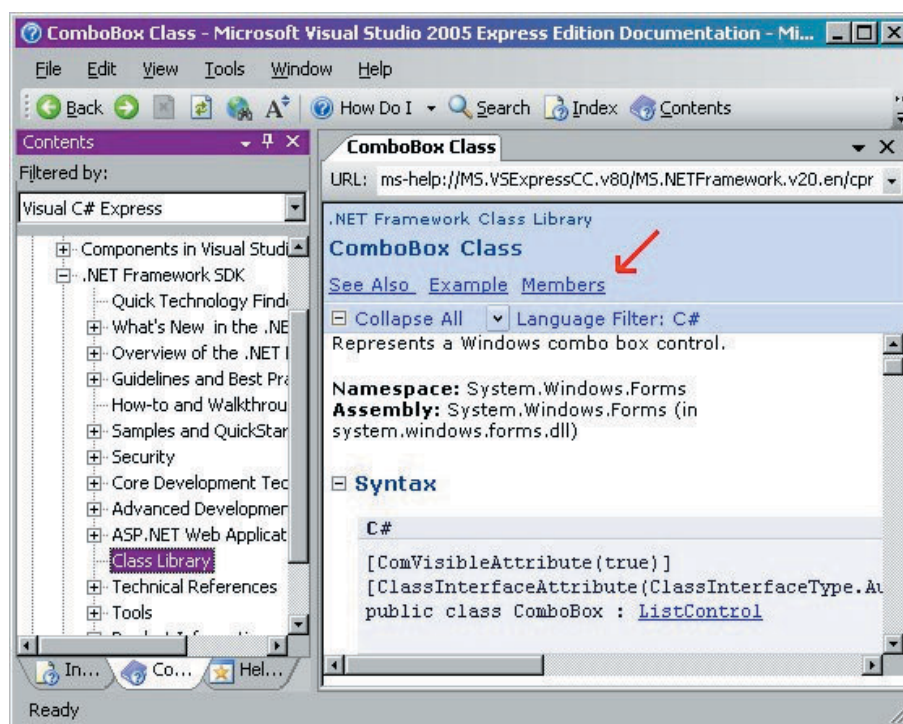 ComboBox Class - Microsoft Visual Studio 2005 Express Edition Documentation - Mi...
File Edit View Tools Window Help
Back How Do I Search Index Contents
Contents
Filtered by:
Visual C# Express
Components in Visual Studi
.NET Framework SDK
Quick Technology Find
What's New in the .NE
Overview of the .NET
Guidelines and Best Pra
How-to and Walkthrou
Samples and QuickStar
Security
Core Development Tec
Advanced Developmen
ASP.NET Web Applicat
Class Library
Technical References
Tools
In... Co... Hel...
ComboBox Class
URL: ms-help://MS.VSExpressCC.v80/MS.NETFramework.v20.en/cpr
.NET Framework Class Library
ComboBox Class
See Also Example Members
Collapse All Language Filter: C#
Represents a Windows combo box control.
Namespace: System.Windows.Forms
Assembly: System.Windows.Forms (in
system.windows.forms.dll)
Syntax
C#
[ComVisibleAttribute(true)]
[ClassInterfaceAttribute(ClassInterfaceType.Au
public class ComboBox : ListControl
Ready